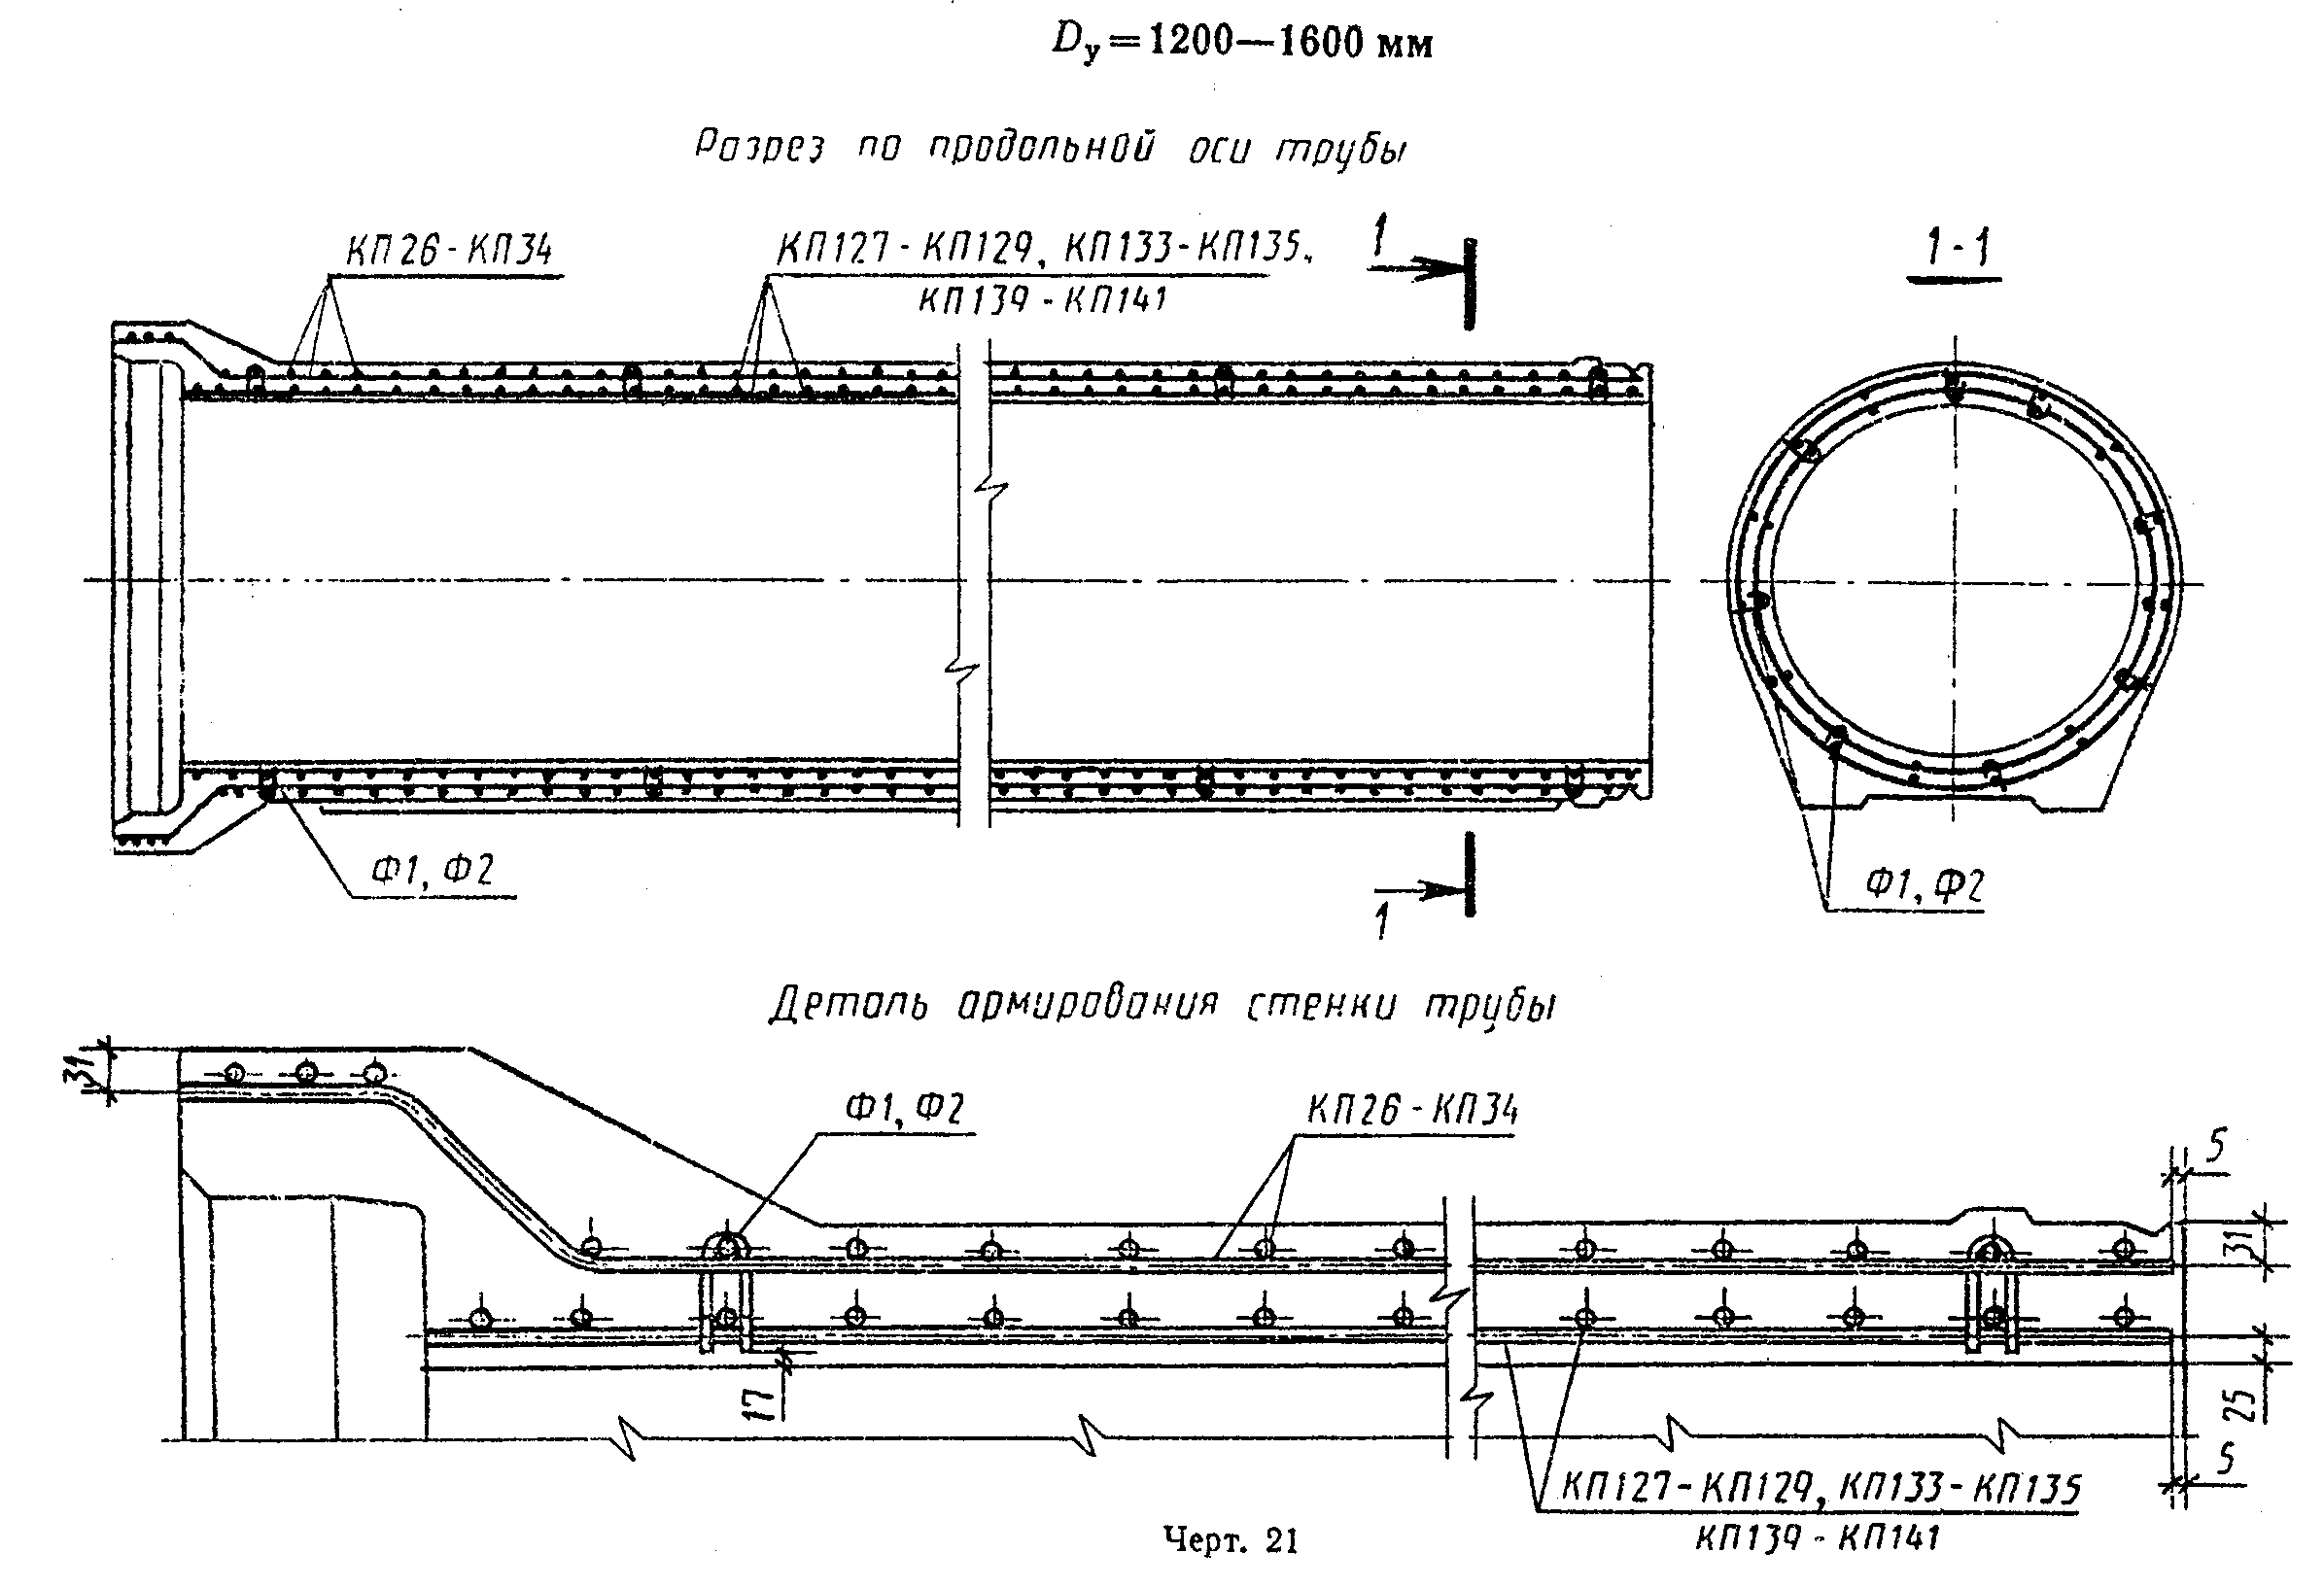 Dу = 1200—1600 мм
Разрез по продольной оси трубы
КП26-КП34
КП127-КП129, КП133-КП135,
КП139-КП141
1
1-1
Ф1, Ф2
1
Ф1, Ф2
Деталь армирования стенки трубы
31
Ф1, Ф2
КП26-КП34
5
31
17
25
5
КП127-КП129, КП133-КП135
КП139-КП141
Черт. 21